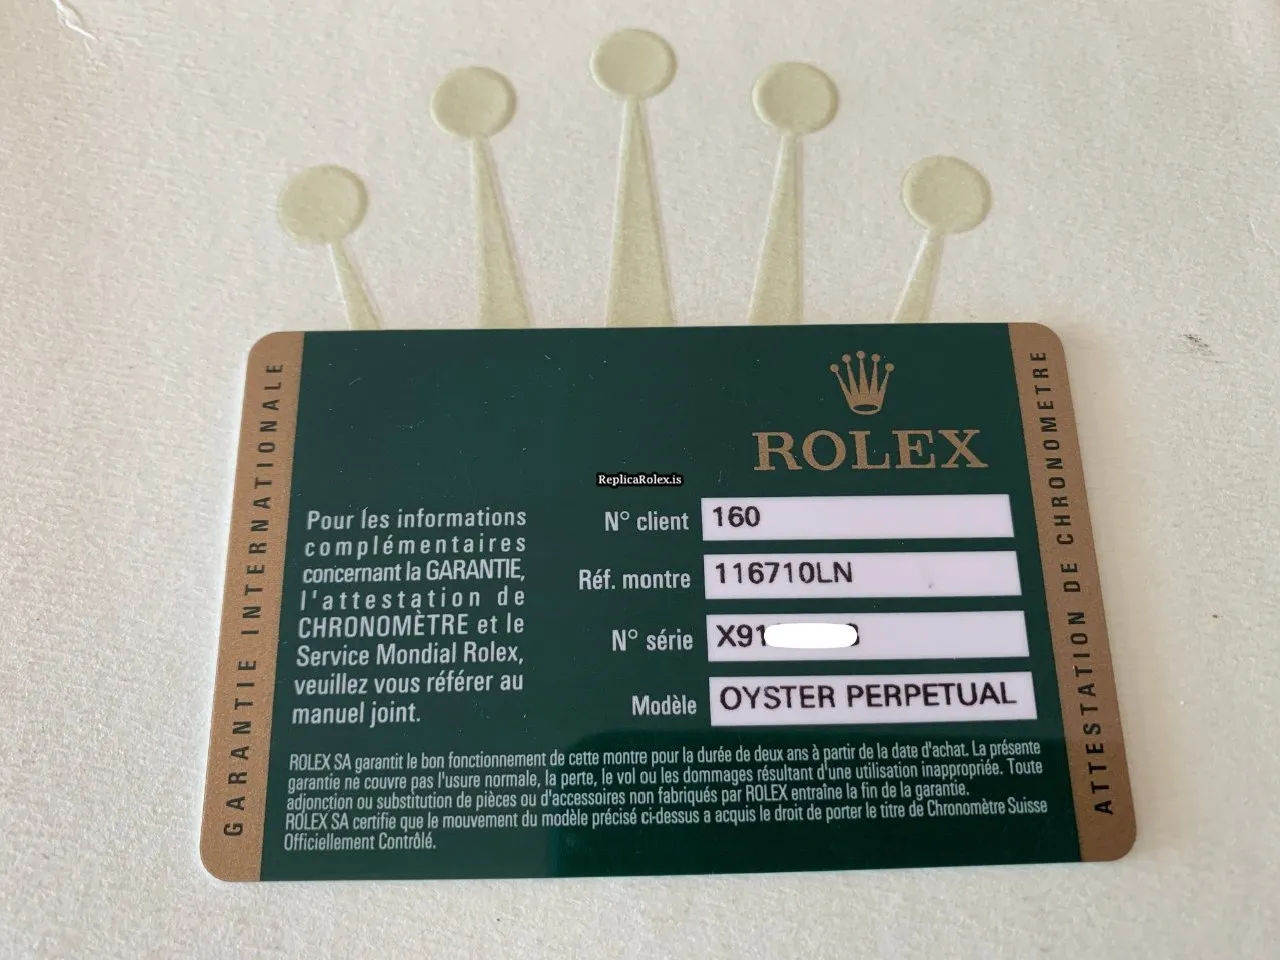 GARANTIE INTERNATIONALE
ROLEX
ReplicaRolex.is
Pour les informations
complémentaires
concernant la GARANTIE,
l'attestation de
CHRONOMÈTRE et le
Service Mondial Rolex,
veuillez vous référer au
manuel joint.
N° client 160
Réf. montre 116710LN
N° série X91
Modèle OYSTER PERPETUAL
ROLEX SA garantit le bon fonctionnement de cette montre pour la durée de deux ans à partir de la date d'achat. La présente
garantie ne couvre pas l'usure normale, la perte, le vol ou les dommages résultant d'une utilisation inappropriée. Toute
adjonction ou substitution de pièces ou d'accessoires non fabriqués par ROLEX entraîne la fin de la garantie.
ROLEX SA certifie que le mouvement du modèle précisé ci-dessus a acquis le droit de porter le titre de Chronomètre Suisse
Officiellement Contrôlé.
ATTESTATION DE CHRONOMETRE